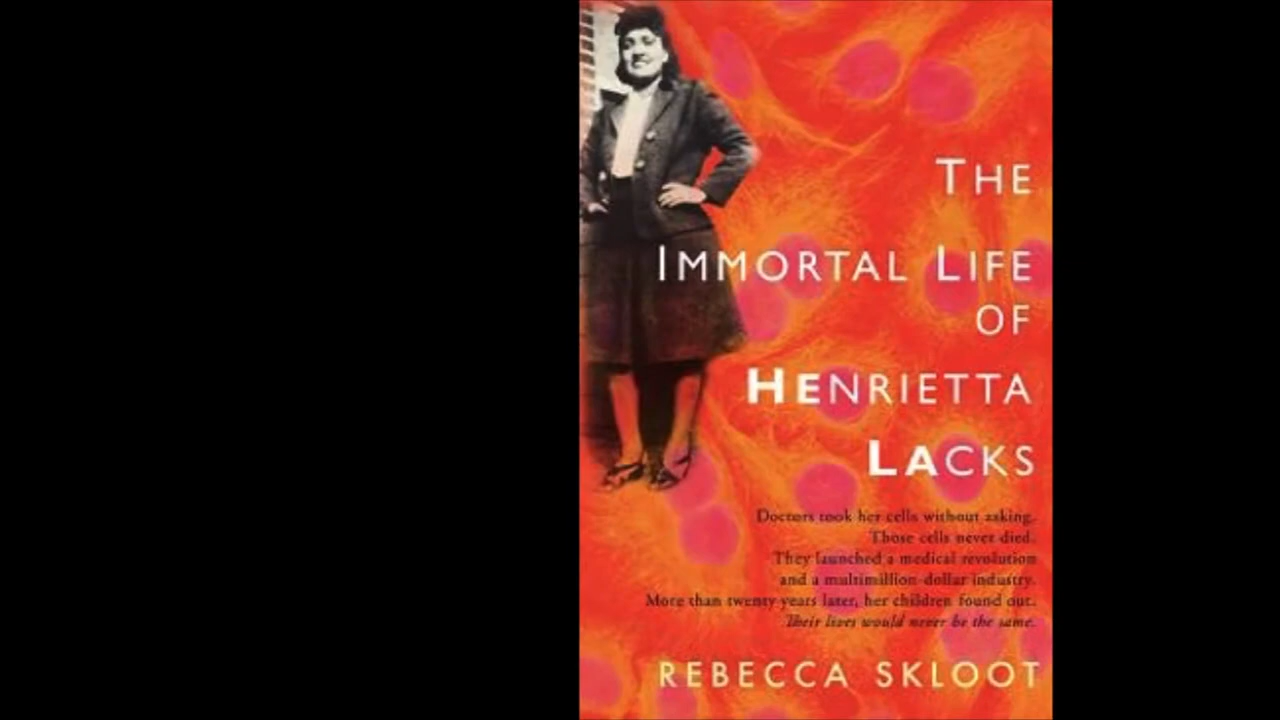 THE
IMMORTAL LIFE
OF
HENRIETTA
LACKS
Doctors took her cells without asking.
Those cells never died.
They launched a medical revolution
and a multimillion-dollar industry.
More than twenty years later, her children found out.
Their lives would never be the same.
REBECCA SKLOOT